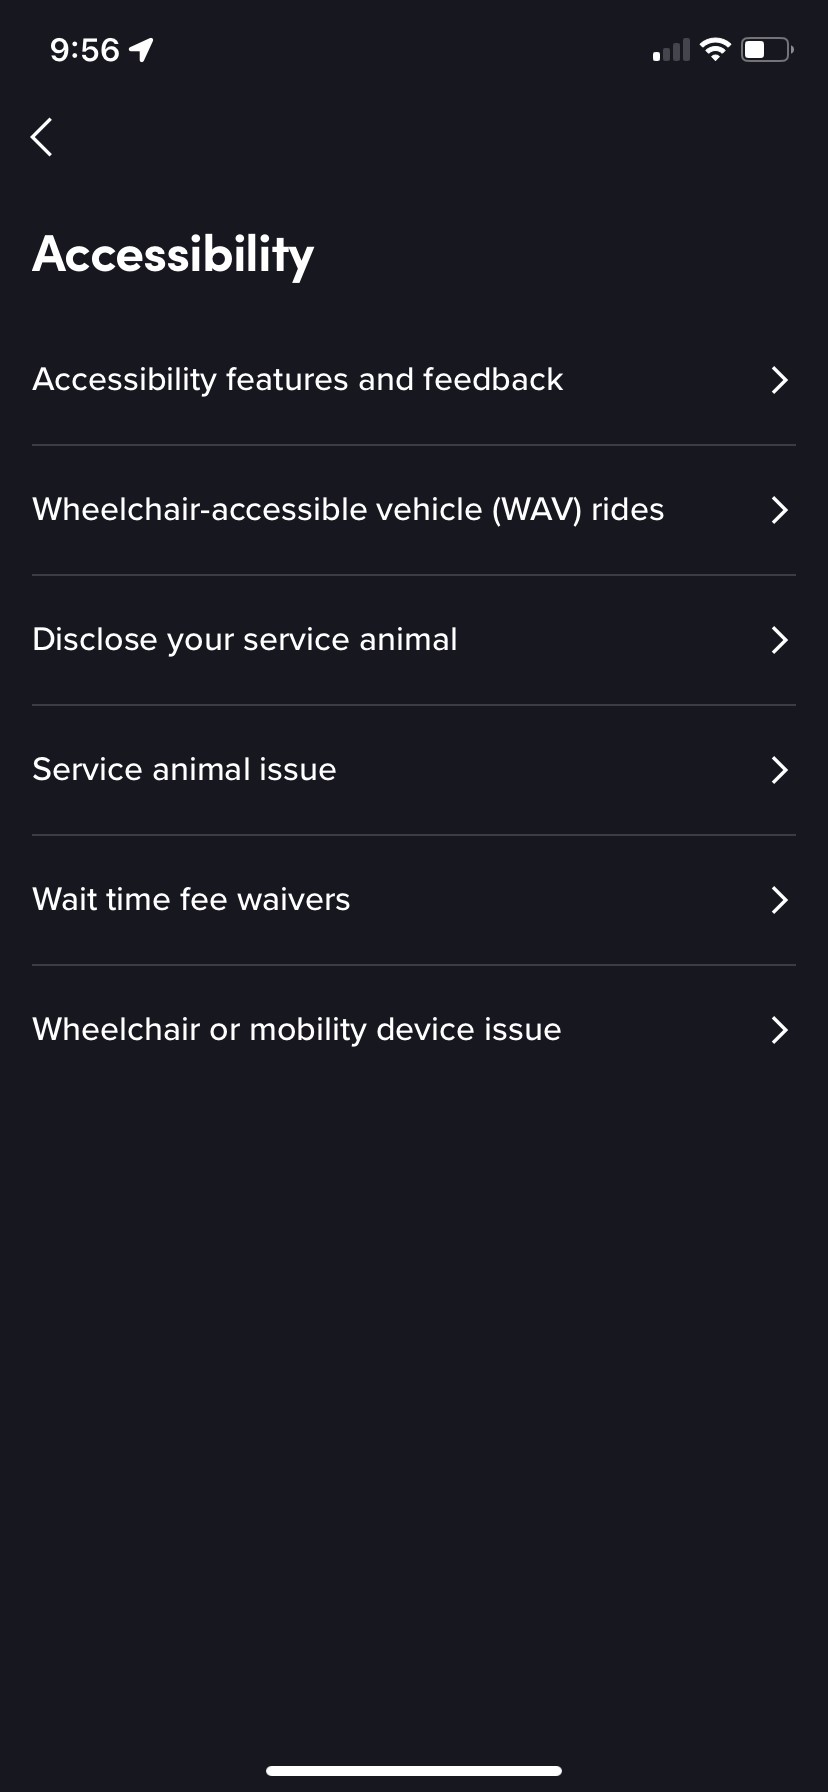 9:56
Accessibility
Accessibility features and feedback
Wheelchair-accessible vehicle (WAV) rides
Disclose your service animal
Service animal issue
Wait time fee waivers
Wheelchair or mobility device issue